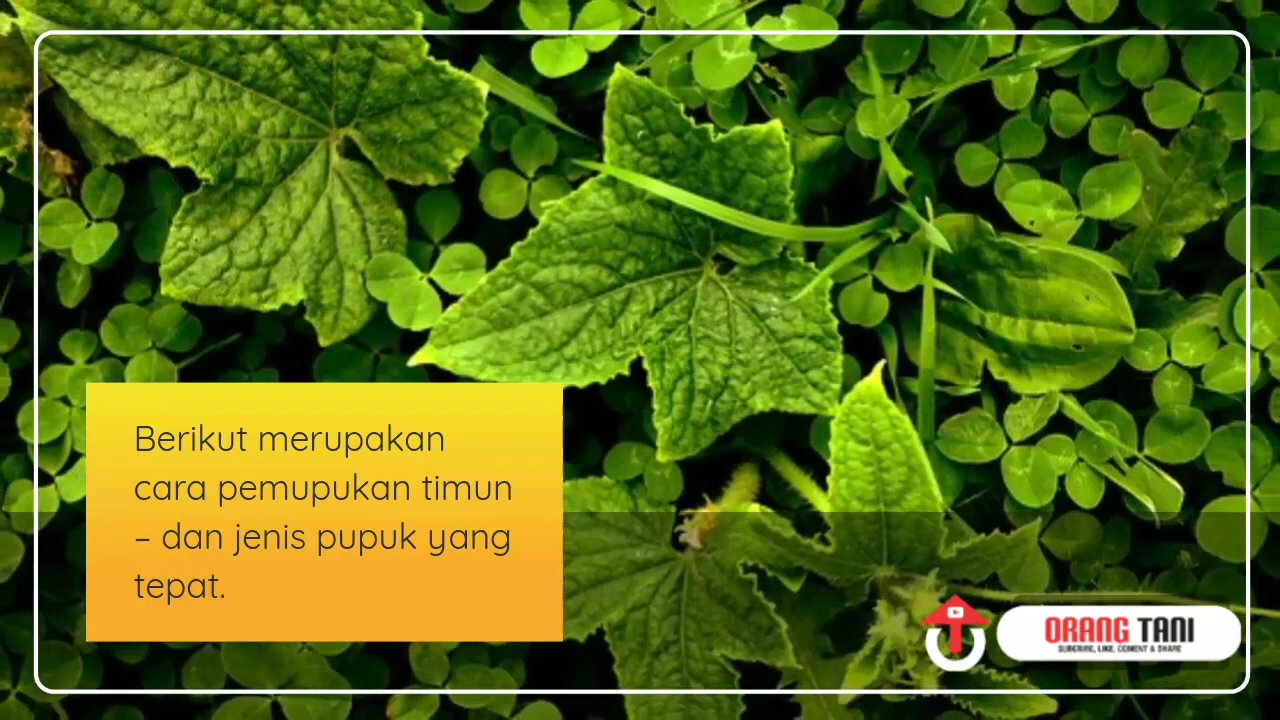 Berikut merupakan
cara pemupukan timun
– dan jenis pupuk yang
tepat.
ORANG TANI
SUBCRIBE, LIKE, COMENT & SHARE